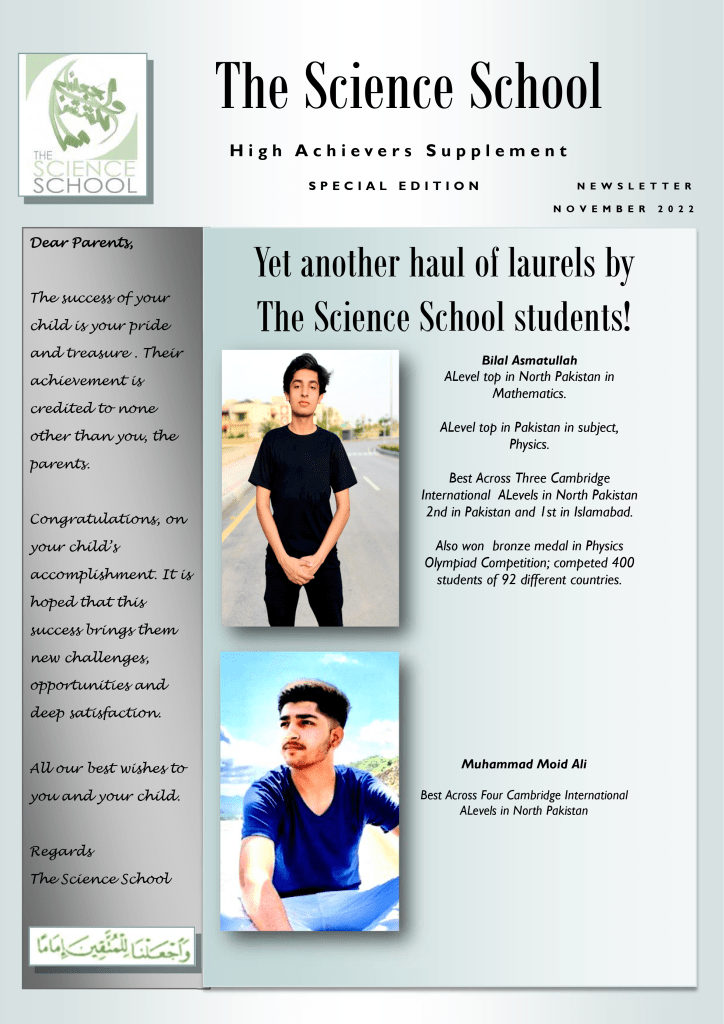 THE
SCIENCE
SCHOOL
The Science School
High Achievers Supplement
SPECIAL EDITION
NEWSLETTER
NOVEMBER 2022
Dear Parents,
The success of your
child is your pride
and treasure . Their
achievement is
credited to none
other than you, the
parents.
Congratulations, on
your child's
accomplishment. It is
hoped that this
success brings them
new challenges,
opportunities and
deep satisfaction.
All our best wishes to
you and your child.
Regards
The Science School
وَاجْعَلْنَا لِلْمُتَّقِينَ إِمَامًا
Yet another haul of laurels by
The Science School students!
Bilal Asmatullah
ALevel top in North Pakistan in
Mathematics.
ALevel top in Pakistan in subject,
Physics.
Best Across Three Cambridge
International ALevels in North Pakistan
2nd in Pakistan and 1st in Islamabad.
Also won bronze medal in Physics
Olympiad Competition; competed 400
students of 92 different countries.
Muhammad Moid Ali
Best Across Four Cambridge International
ALevels in North Pakistan